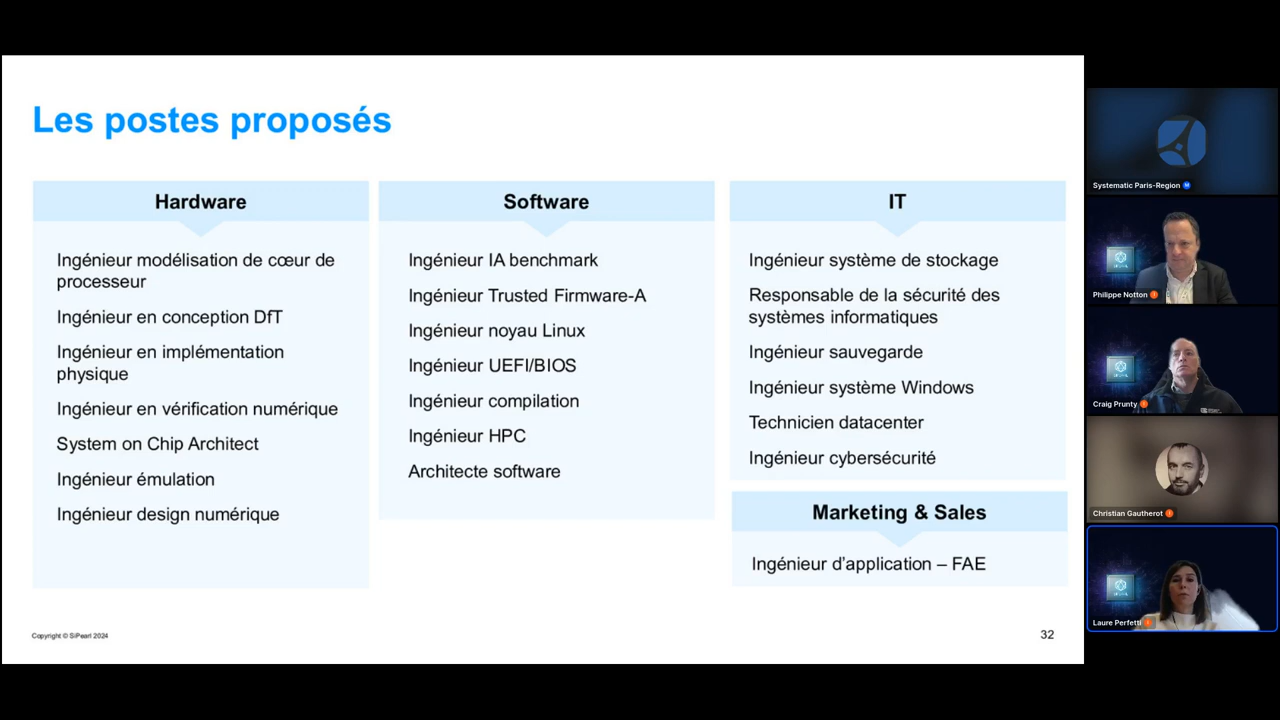 Les postes proposés
Hardware
Ingénieur modélisation de cœur de
processeur
Ingénieur en conception DfT
Ingénieur en implémentation
physique
Ingénieur en vérification numérique
System on Chip Architect
Ingénieur émulation
Ingénieur design numérique
Software
Ingénieur IA benchmark
Ingénieur Trusted Firmware-A
Ingénieur noyau Linux
Ingénieur UEFI/BIOS
Ingénieur compilation
Ingénieur HPC
Architecte software
IT
Ingénieur système de stockage
Responsable de la sécurité des
systèmes informatiques
Ingénieur sauvegarde
Ingénieur système Windows
Technicien datacenter
Ingénieur cybersécurité
Marketing & Sales
Ingénieur d'application – FAE
Copyright © SiPearl 2024
32
Systematic Paris-Region
Philippe Notton
Craig Prunty
Christian Gautherot
Laure Perfetti